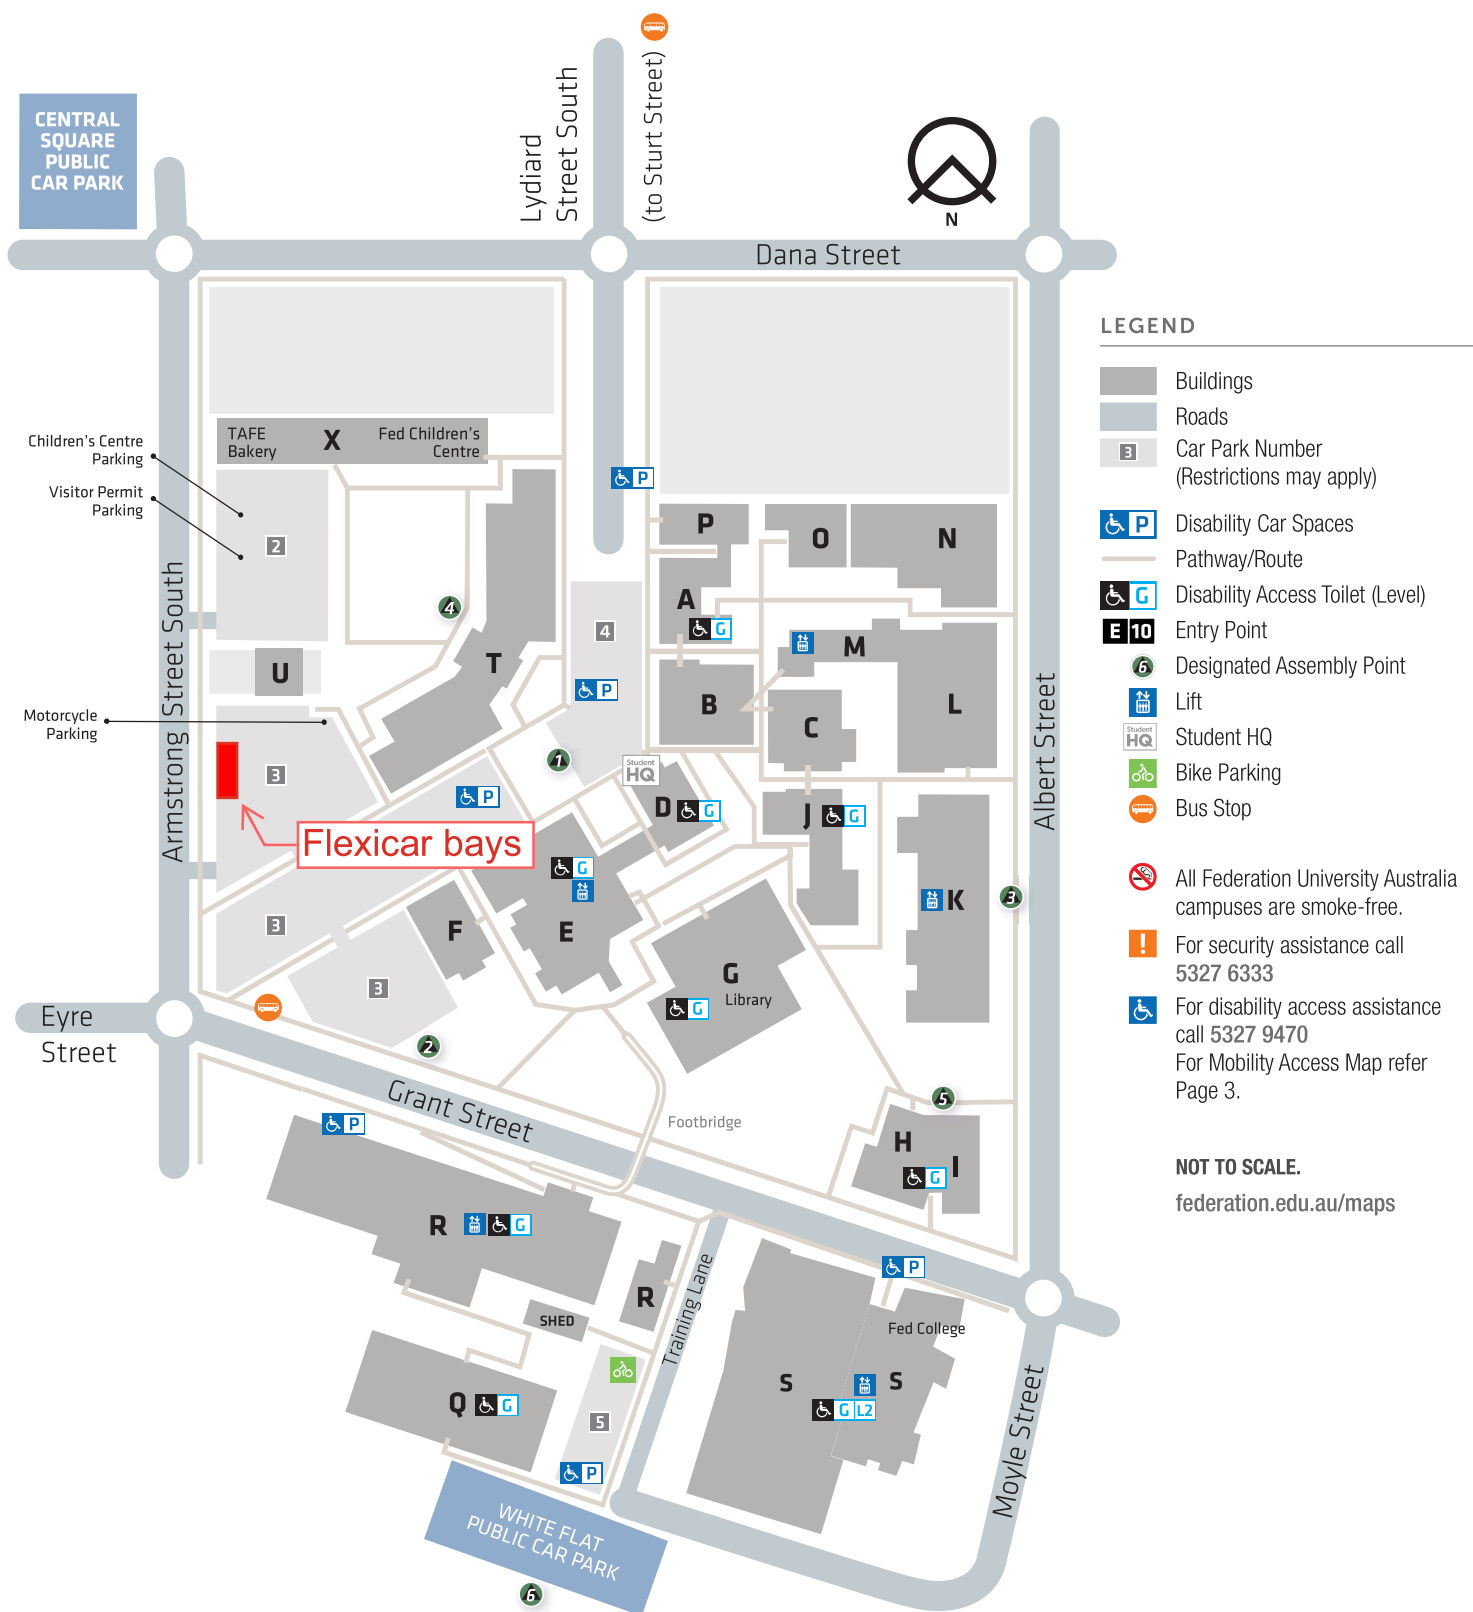 CENTRAL
SQUARE
PUBLIC
CAR PARK
Lydiard
Street South
(to Sturt Street)
N
Dana Street
LEGEND
Buildings
Roads
3
Car Park Number
(Restrictions may apply)
P
Disability Car Spaces
Pathway/Route
G
Disability Access Toilet (Level)
E 10
Entry Point
6
Designated Assembly Point
Lift
Student
HQ
Student HQ
Bike Parking
Bus Stop
All Federation University Australia
campuses are smoke-free.
!
For security assistance call
5327 6333
For disability access assistance
call 5327 9470
For Mobility Access Map refer
Page 3.
NOT TO SCALE.
federation.edu.au/maps
TAFE
Bakery
X
Fed Children's
Centre
Children's Centre
Parking
Visitor Permit
Parking
2
P
P
O
N
A
G
4
4
M
T
U
P
B
C
L
Motorcycle
Parking
Armstrong Street South
Albert Street
3
1
Student
HQ
P
D
G
J
G
Flexicar bays
G
E
F
3
3
K
3
G
Library
G
Eyre
Street
2
Grant Street
Footbridge
5
H
I
G
P
R
G
R
SHED
Training Lane
P
Fed College
S
S
G L2
Q
G
5
P
Moyle Street
WHITE FLAT
PUBLIC CAR PARK
6